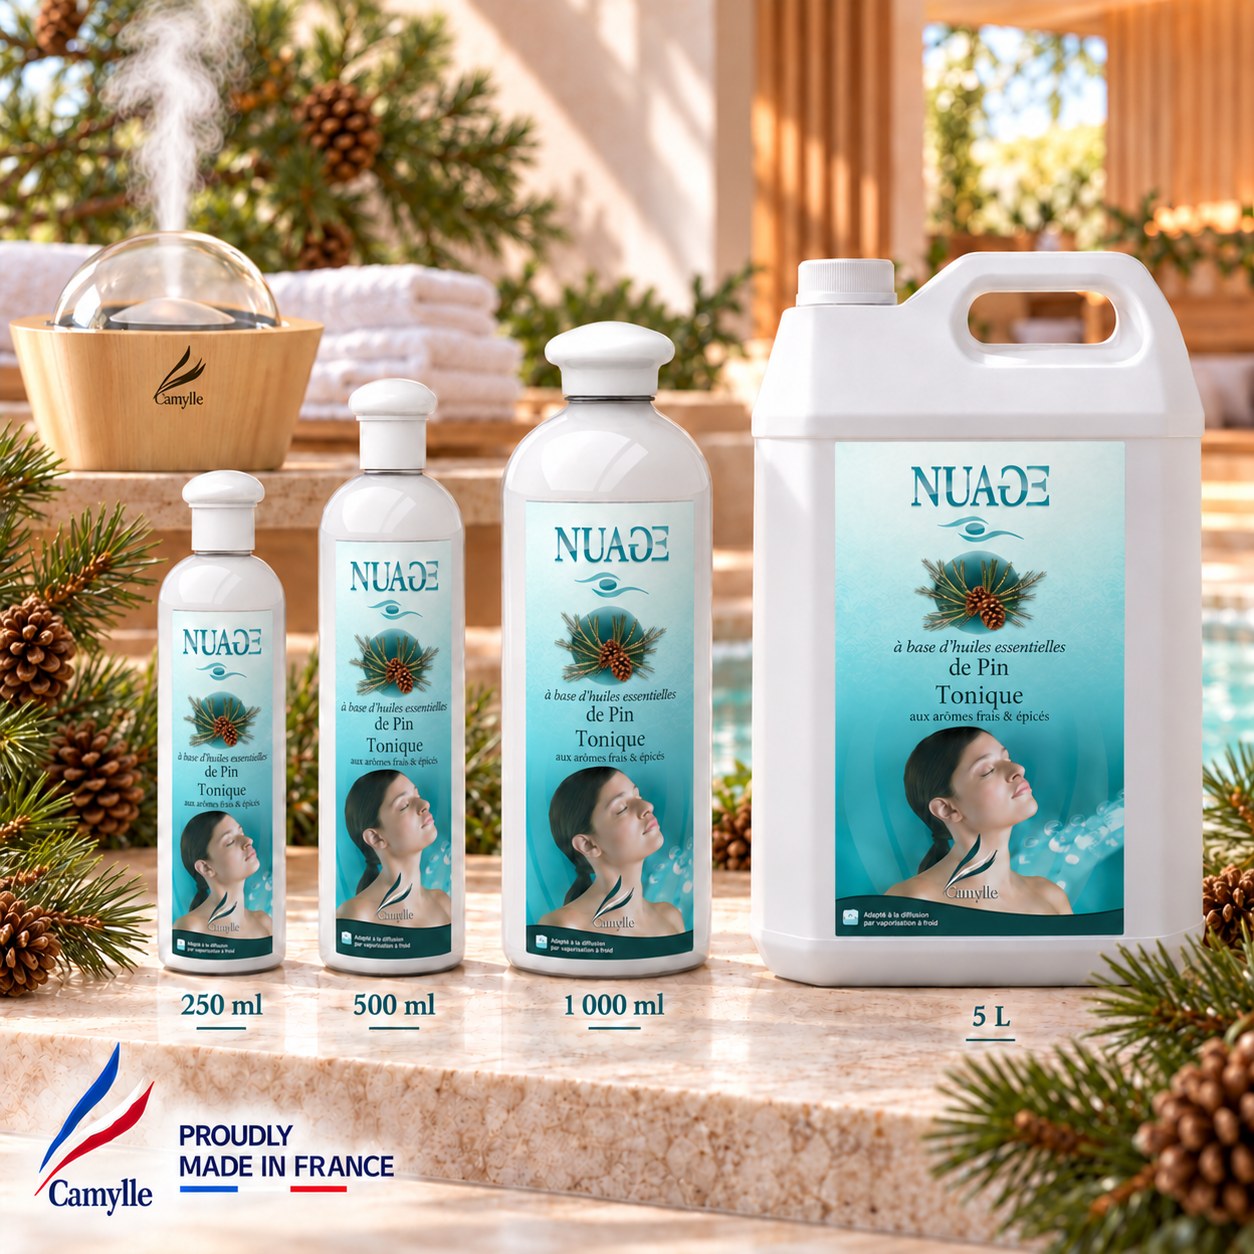 Camylle
NUAGE
à base d'huiles essentielles
de Pin
Tonique
aux arômes frais & épicés
Camylle
Adapté à la diffusion
par vaporisation à froid
250 ml
NUAGE
à base d'huiles essentielles
de Pin
Tonique
aux arômes frais & épicés
Camylle
Adapté à la diffusion
par vaporisation à froid
500 ml
NUAGE
à base d'huiles essentielles
de Pin
Tonique
aux arômes frais & épicés
Camylle
Adapté à la diffusion
par vaporisation à froid
1 000 ml
NUAGE
à base d'huiles essentielles
de Pin
Tonique
aux arômes frais & épicés
Camylle
Adapté à la diffusion
par vaporisation à froid
5 L
Camylle
PROUDLY
MADE IN FRANCE